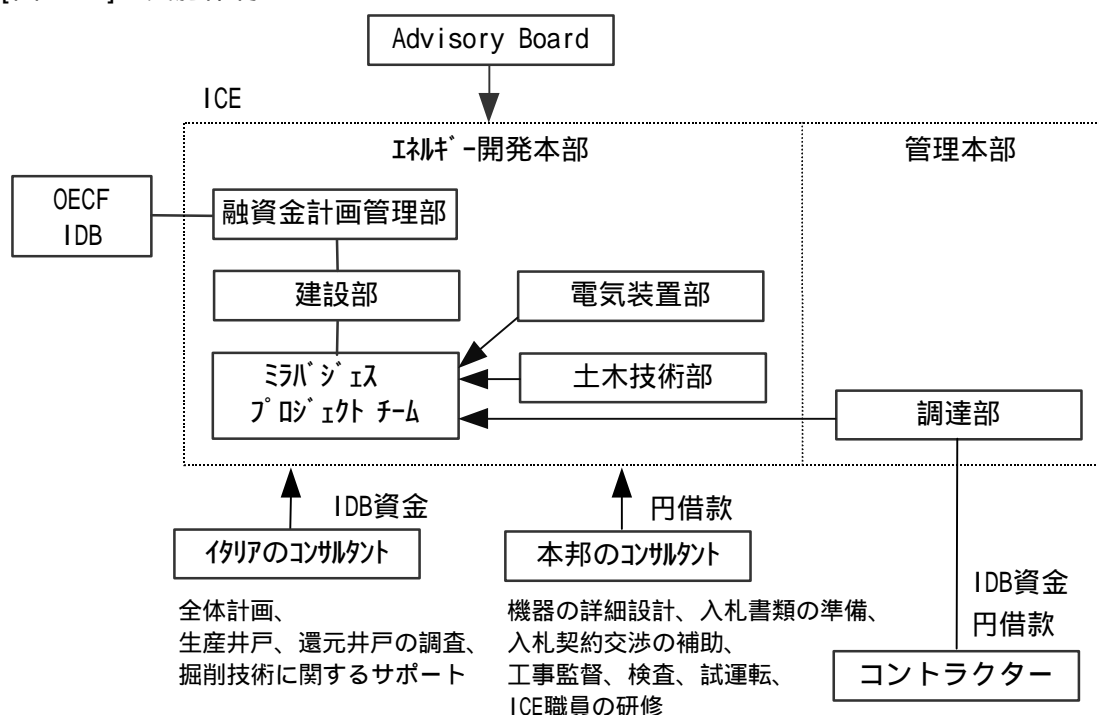 Advisory Board
ICE
エネルギー開発本部
管理本部
OECF
IDB
融資金計画管理部
建設部
電気装置部
ミラバジェス
プロジェクト チーム
土木技術部
調達部
IDB資金
円借款
イタリアのコンサルタント
本邦のコンサルタント
全体計画、
生産井戸、還元井戸の調査、
掘削技術に関するサポート
機器の詳細設計、入札書類の準備、
入札契約交渉の補助、
工事監督、検査、試運転、
ICE職員の研修
IDB資金
円借款
コントラクター